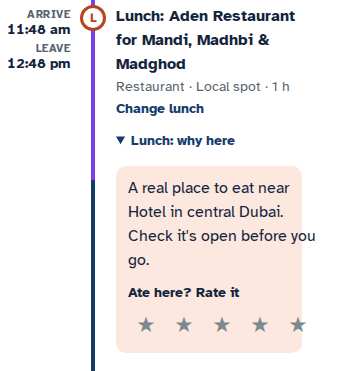 ARRIVE
11:46 am
LEAVE
12:46 pm
L
Lunch: Aden Restaurant
for Mandi, Madhbi &
Madghod
Restaurant · Local spot · 1 h
Change lunch
▼ Lunch: why here
A real place to eat near
Hotel in central Dubai.
Check it's open before you
go.
Ate here? Rate it
★ ★ ★ ★ ★